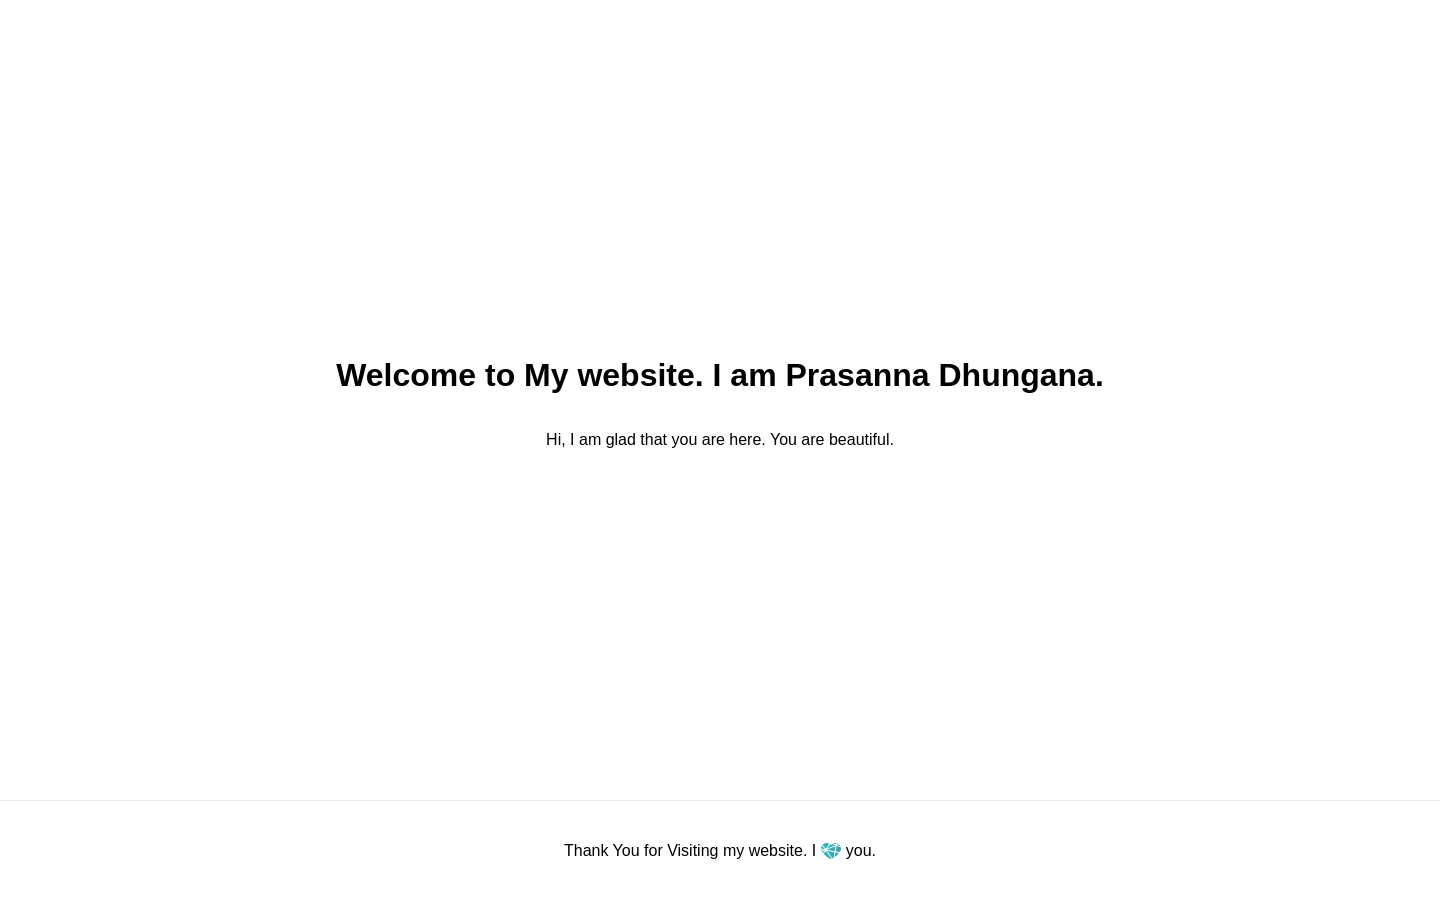 Welcome to My website. I am Prasanna Dhungana.
Hi, I am glad that you are here. You are beautiful.
Thank You for Visiting my website. I you.